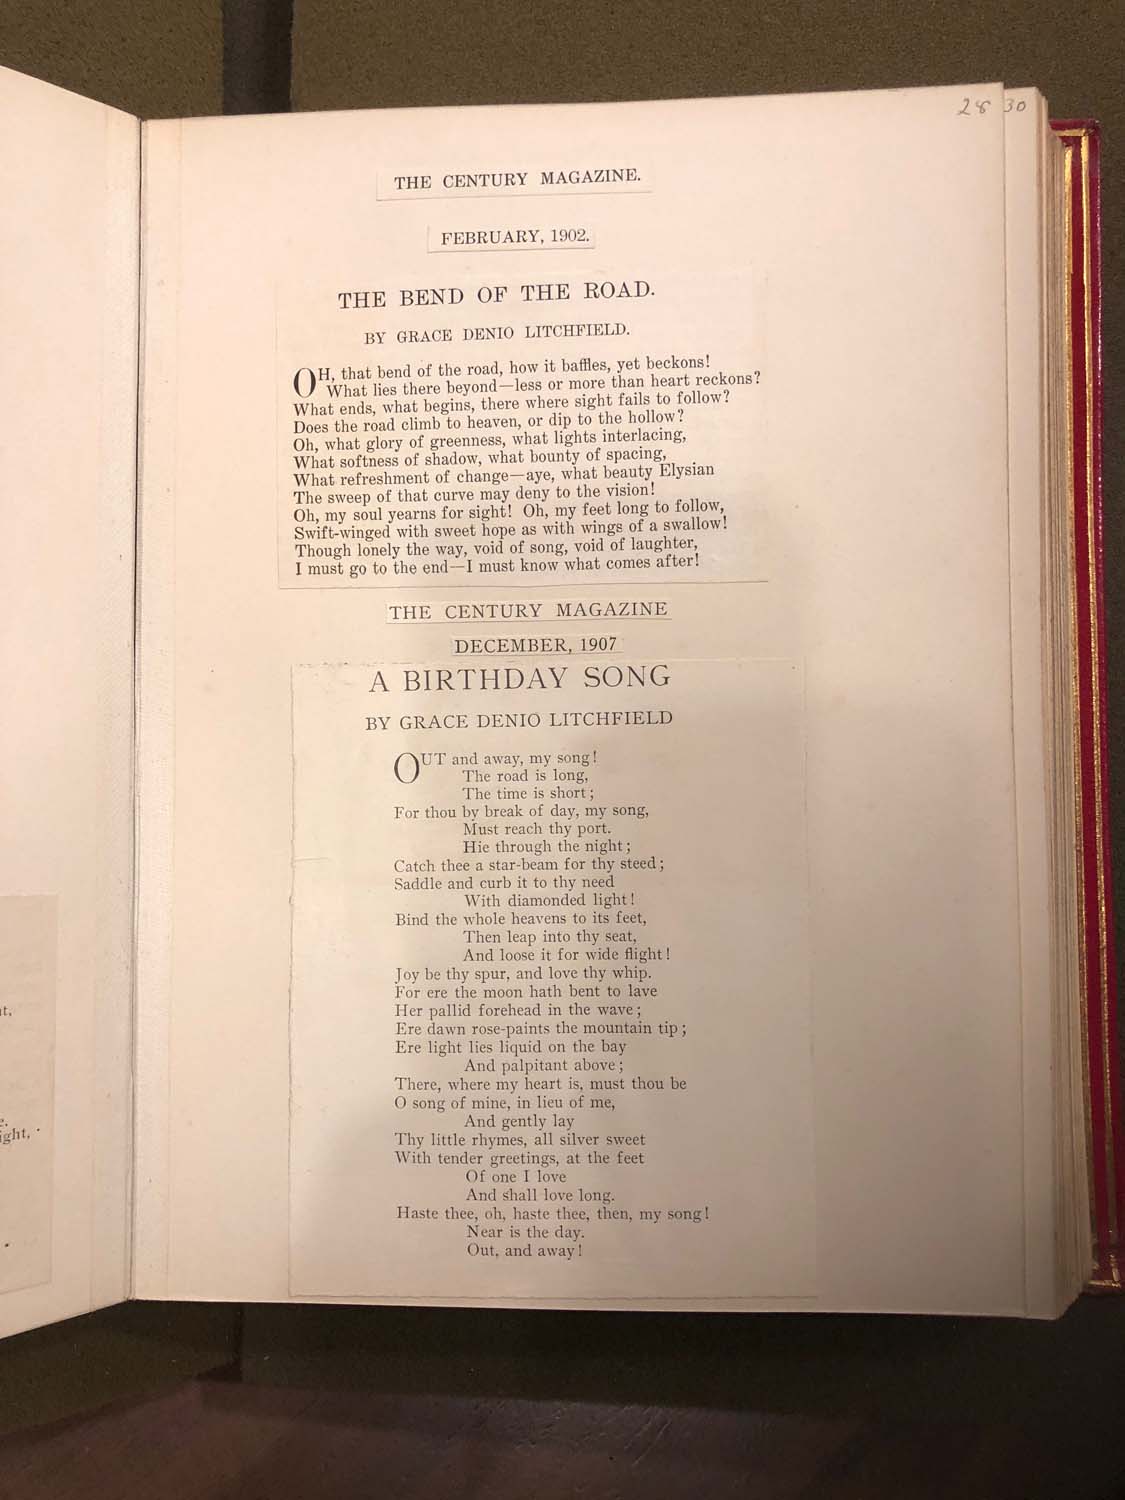 28 30
THE CENTURY MAGAZINE.
FEBRUARY, 1902.
THE BEND OF THE ROAD.
BY GRACE DENIO LITCHFIELD.
OH, that bend of the road, how it baffles, yet beckons!
What lies there beyond—less or more than heart reckons?
What ends, what begins, there where sight fails to follow?
Does the road climb to heaven, or dip to the hollow?
Oh, what glory of greenness, what lights interlacing,
What softness of shadow, what bounty of spacing,
What refreshment of change—aye, what beauty Elysian
The sweep of that curve may deny to the vision!
Oh, my soul yearns for sight! Oh, my feet long to follow,
Swift-winged with sweet hope as with wings of a swallow!
Though lonely the way, void of song, void of laughter,
I must go to the end—I must know what comes after!
THE CENTURY MAGAZINE
DECEMBER, 1907
A BIRTHDAY SONG
BY GRACE DENIO LITCHFIELD
OUT and away, my song!
The road is long,
The time is short;
For thou by break of day, my song,
Must reach thy port.
Hie through the night;
Catch thee a star-beam for thy steed;
Saddle and curb it to thy need
With diamonded light!
Bind the whole heavens to its feet,
Then leap into thy seat,
And loose it for wide flight!
Joy be thy spur, and love thy whip.
For ere the moon hath bent to lave
Her pallid forehead in the wave;
Ere dawn rose-paints the mountain tip;
Ere light lies liquid on the bay
And palpitant above;
There, where my heart is, must thou be
O song of mine, in lieu of me,
And gently lay
Thy little rhymes, all silver sweet
With tender greetings, at the feet
Of one I love
And shall love long.
Haste thee, oh, haste thee, then, my song!
Near is the day.
Out, and away!